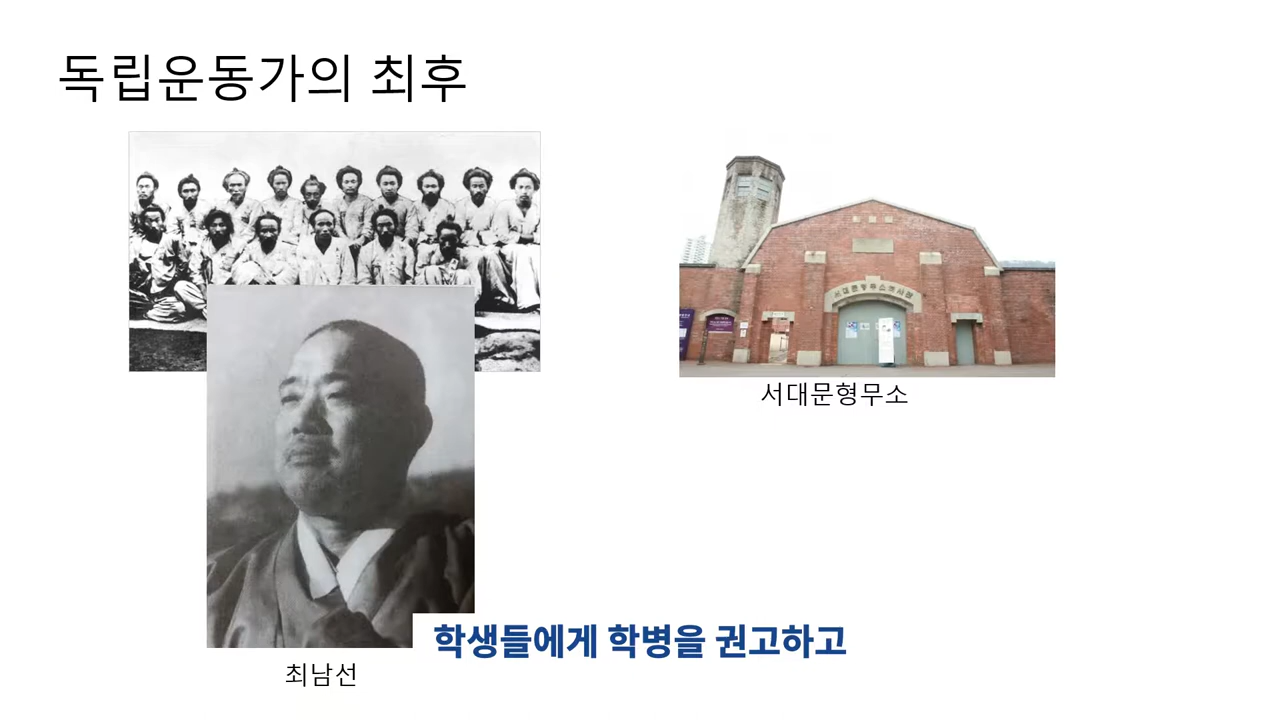 독립운동가의 최후
서대문형무소
학생들에게 학병을 권고하고
최남선